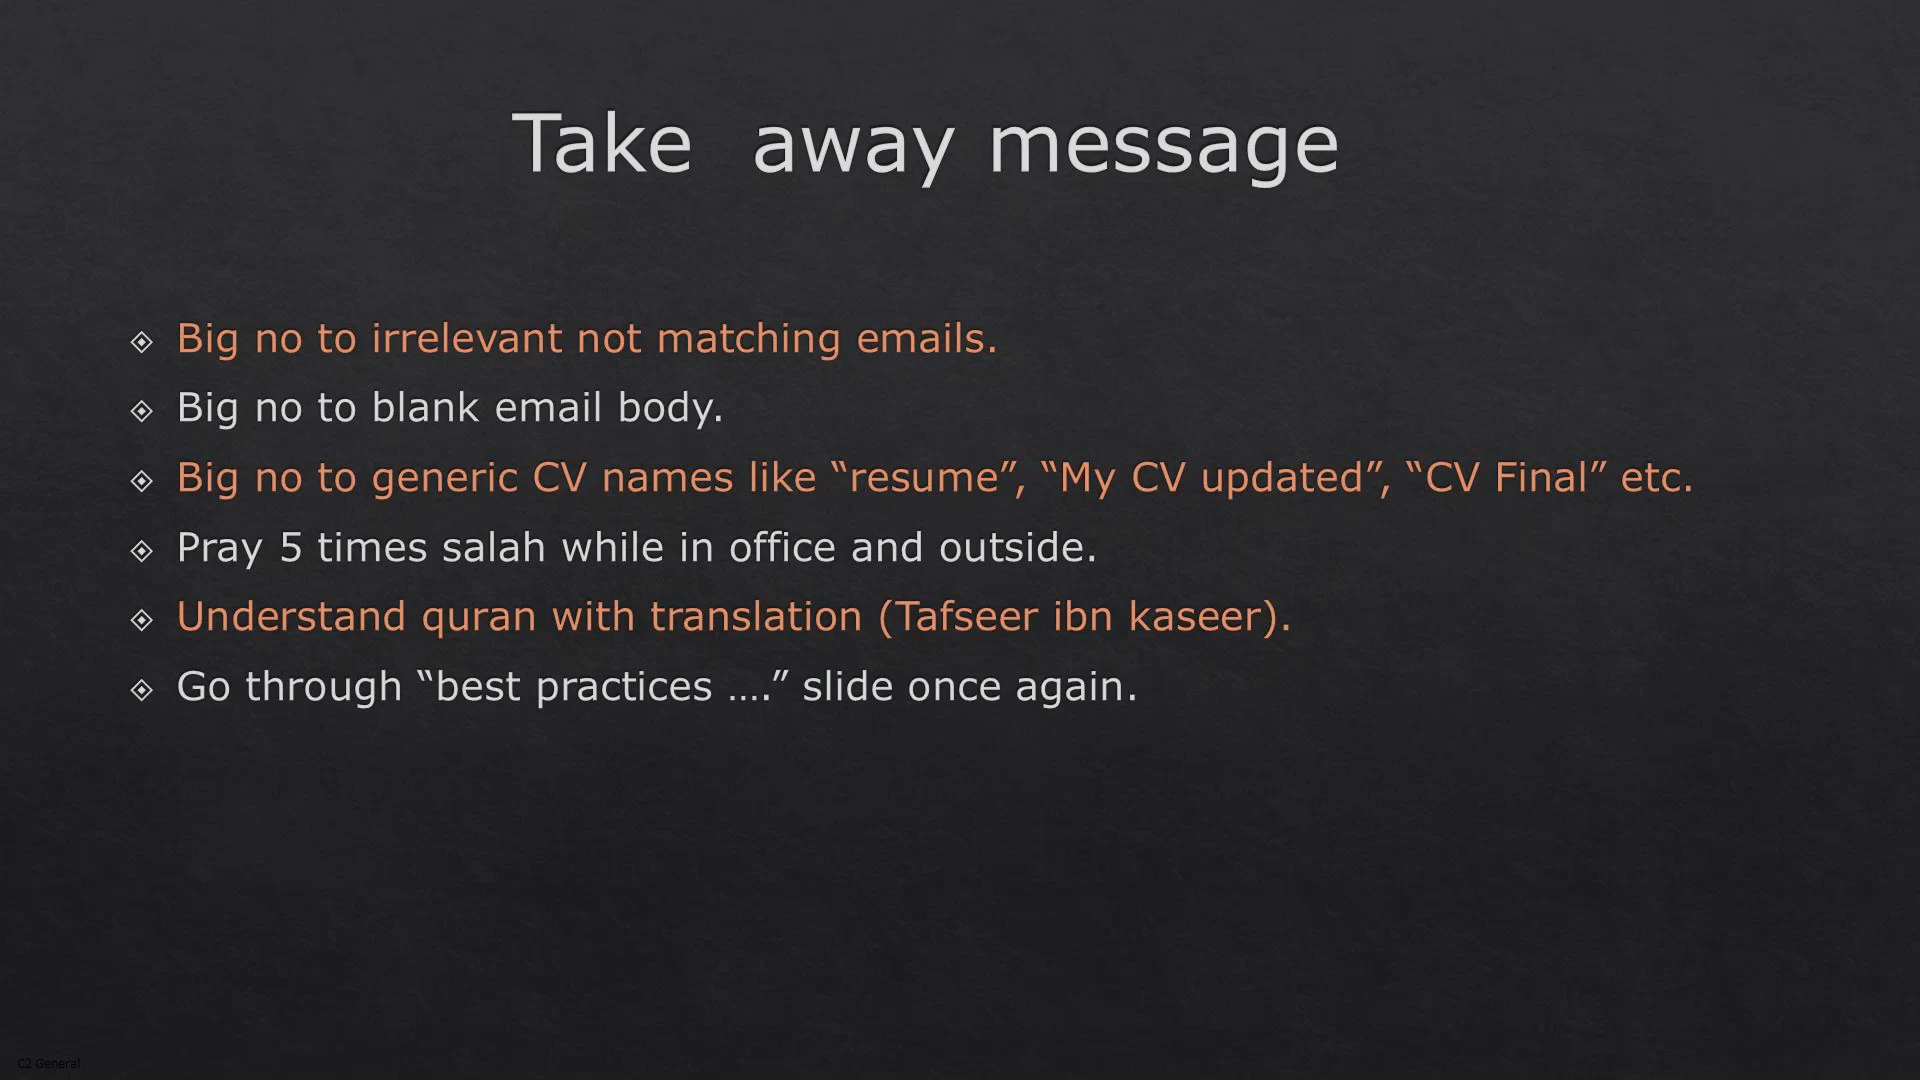 Take  away message
Big no to irrelevant not matching emails.
Big no to blank email body.
Big no to generic CV names like “resume”, “My CV updated”, “CV Final” etc.
Pray 5 times salah while in office and outside.
Understand quran with translation (Tafseer ibn kaseer).
Go through “best practices ….” slide once again.
C2 General